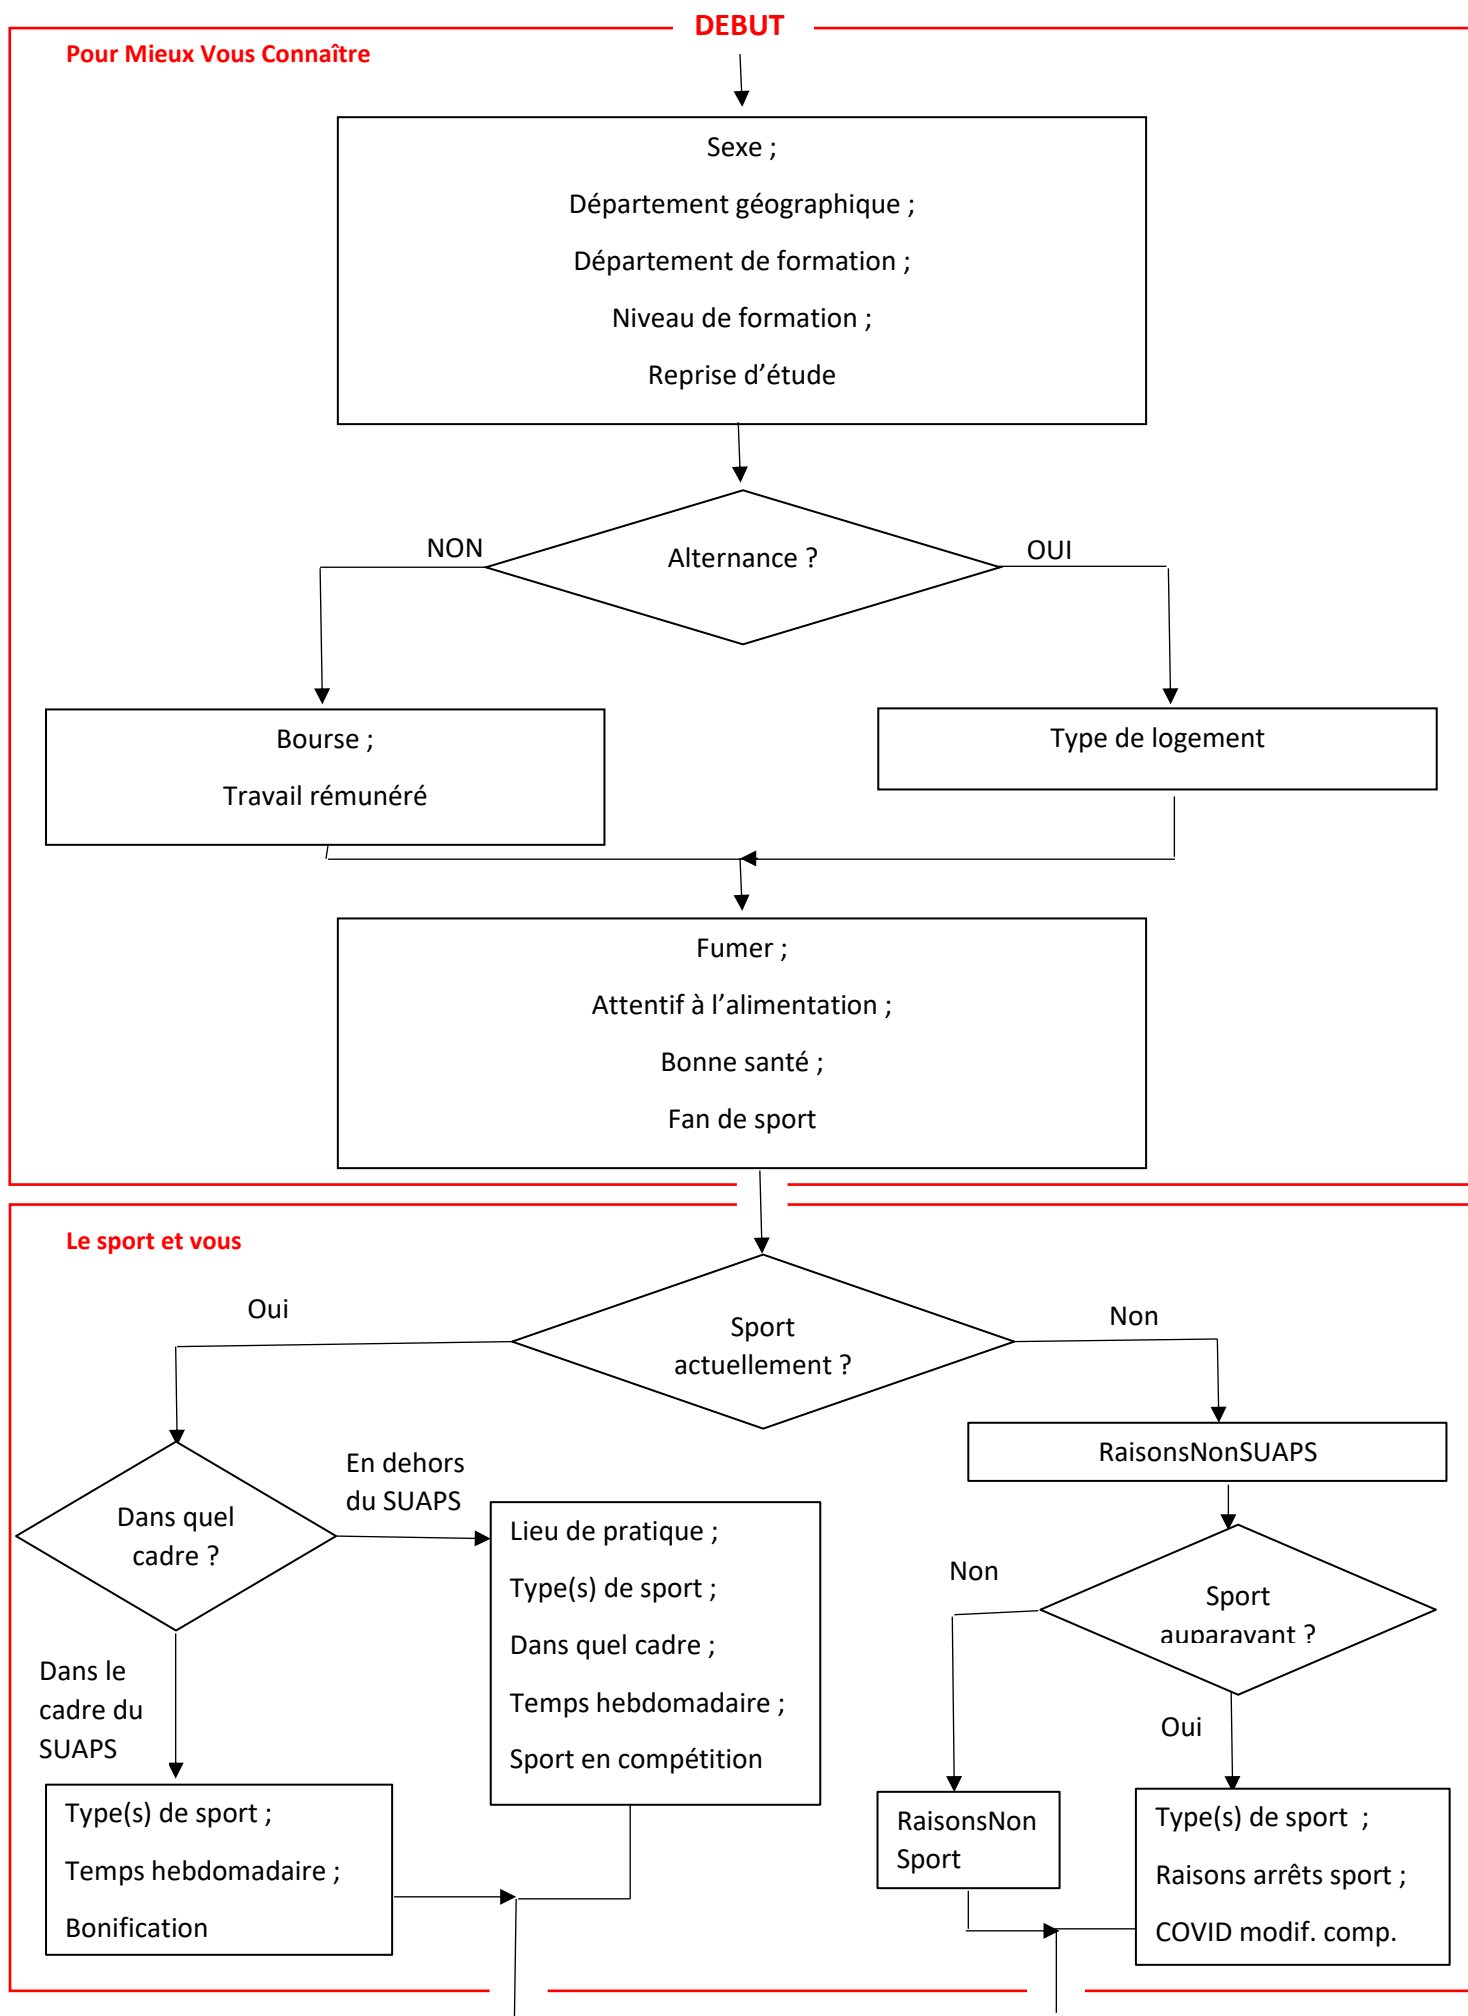 DEBUT
Pour Mieux Vous Connaître
Sexe ;
Département géographique ;
Département de formation ;
Niveau de formation ;
Reprise d’étude
NON
Alternance ?
OUI
Bourse ;
Travail rémunéré
Type de logement
Fumer ;
Attentif à l’alimentation ;
Bonne santé ;
Fan de sport
Le sport et vous
Oui
Sport
actuellement ?
Non
Dans quel
cadre ?
En dehors
du SUAPS
Lieu de pratique ;
Type(s) de sport ;
Dans quel cadre ;
Temps hebdomadaire ;
Sport en compétition
Dans le
cadre du
SUAPS
Type(s) de sport ;
Temps hebdomadaire ;
Bonification
RaisonsNonSUAPS
Non
Sport
auparavant ?
Oui
RaisonsNon
Sport
Type(s) de sport  ;
Raisons arrêts sport ;
COVID modif. comp.